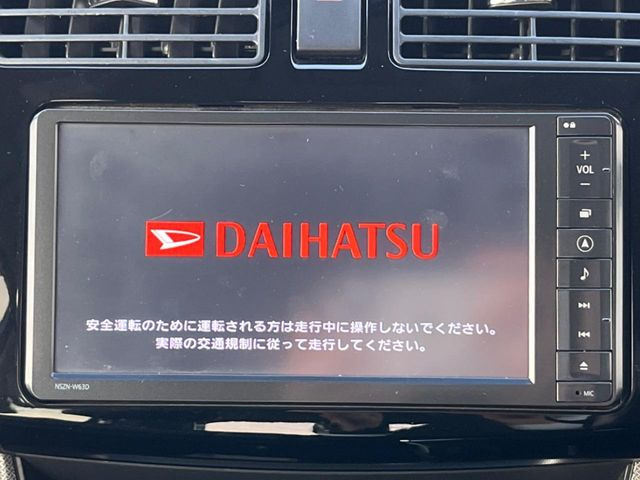 VOL
DAIHATSU
安全運転のために運転される方は走行中に操作しないでください。
実際の交通規制に従って走行してください。
NSZN-W63D
MIC